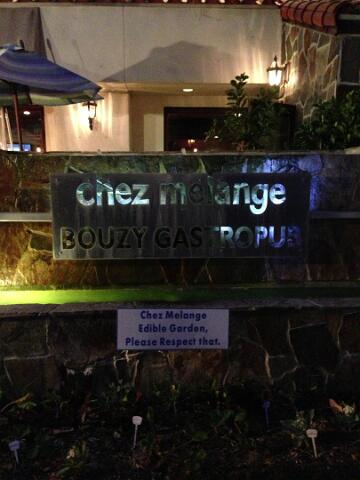 chez melange
BOUZY GASTROPUB
Chez Melange
Edible Garden,
Please Respect that.